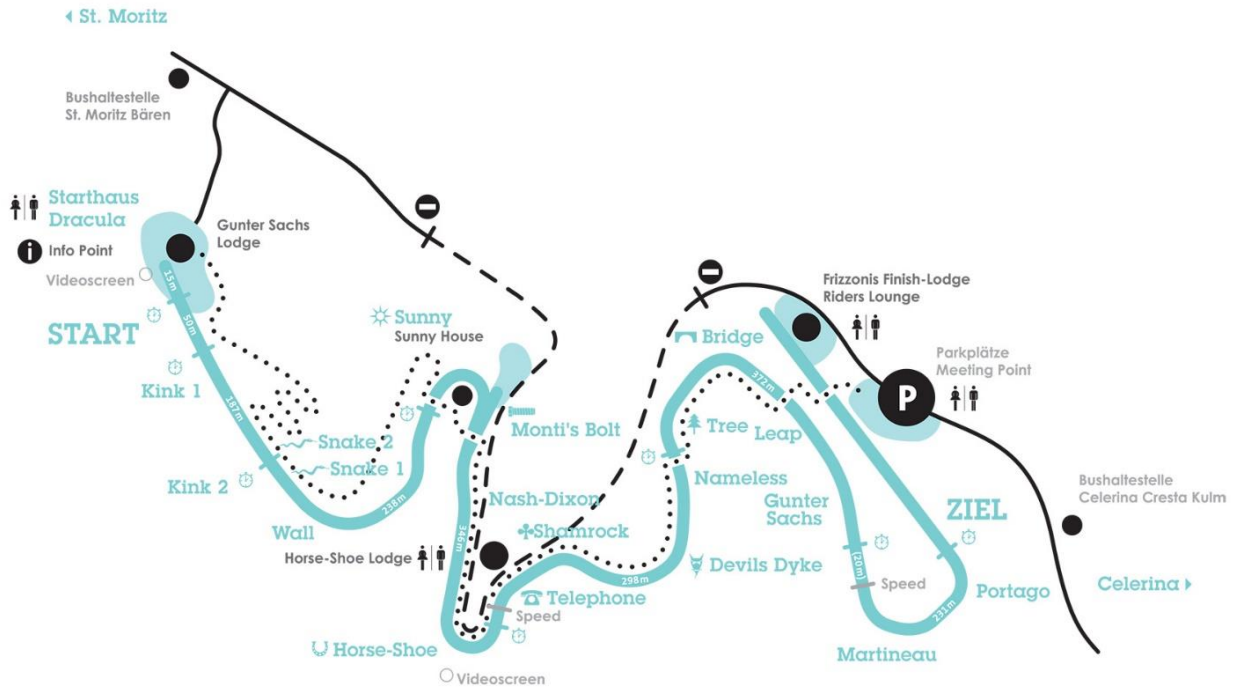 St. Moritz
Bushaltestelle
St. Moritz Bären
Starthaus
Dracula
Info Point
Videoscreen
START
Gunter Sachs
Lodge
15m
50m
Kink 1
187m
Snake 2
Snake 1
Kink 2
Wall
238m
Sunny
Sunny House
Monti's Bolt
Nash-Dixon
346m
Shamrock
Horse-Shoe Lodge
Telephone
Speed
Horse-Shoe
Videoscreen
298m
Devils Dyke
Nameless
Tree
Leap
Bridge
372m
Frizzonis Finish-Lodge
Riders Lounge
Parkplätze
Meeting Point
P
Gunter
Sachs
ZIEL
(20m)
Speed
231m
Portago
Martineau
Bushaltestelle
Celerina Cresta Kulm
Celerina